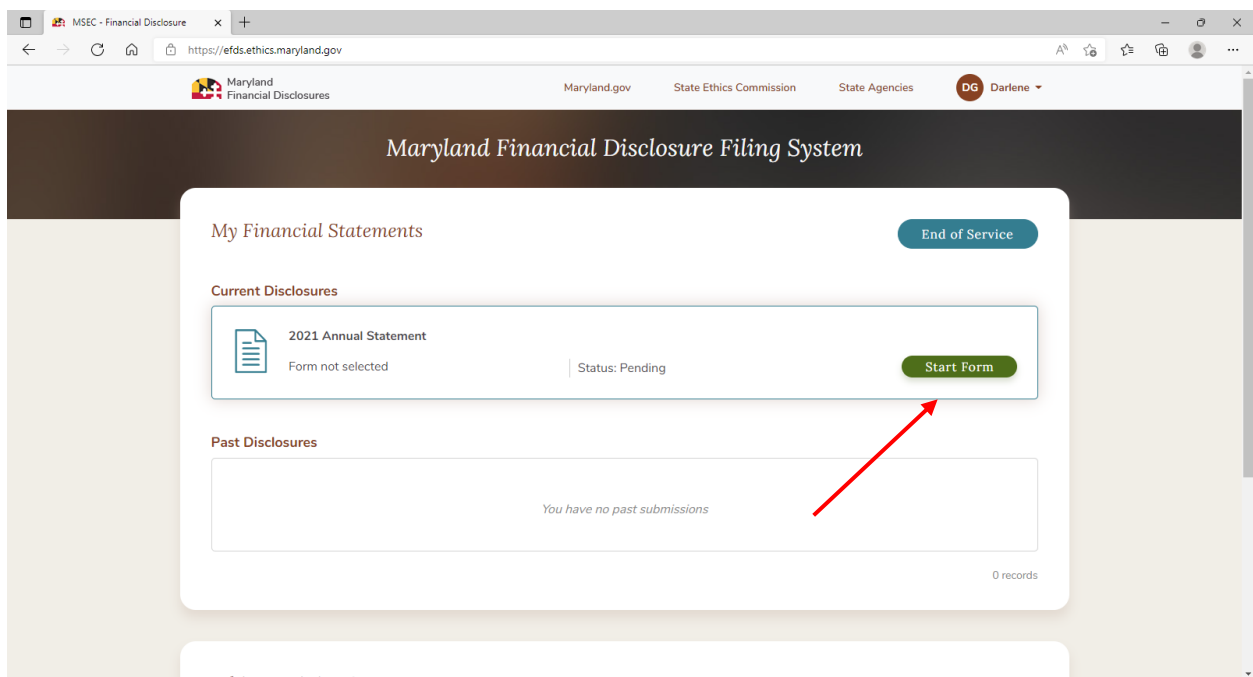 MSEC - Financial Disclosure
https://efds.ethics.maryland.gov
Maryland
Financial Disclosures
Maryland.gov
State Ethics Commission
State Agencies
DG
Darlene
Maryland Financial Disclosure Filing System
My Financial Statements
End of Service
Current Disclosures
2021 Annual Statement
Form not selected
Status: Pending
Start Form
Past Disclosures
You have no past submissions
0 records